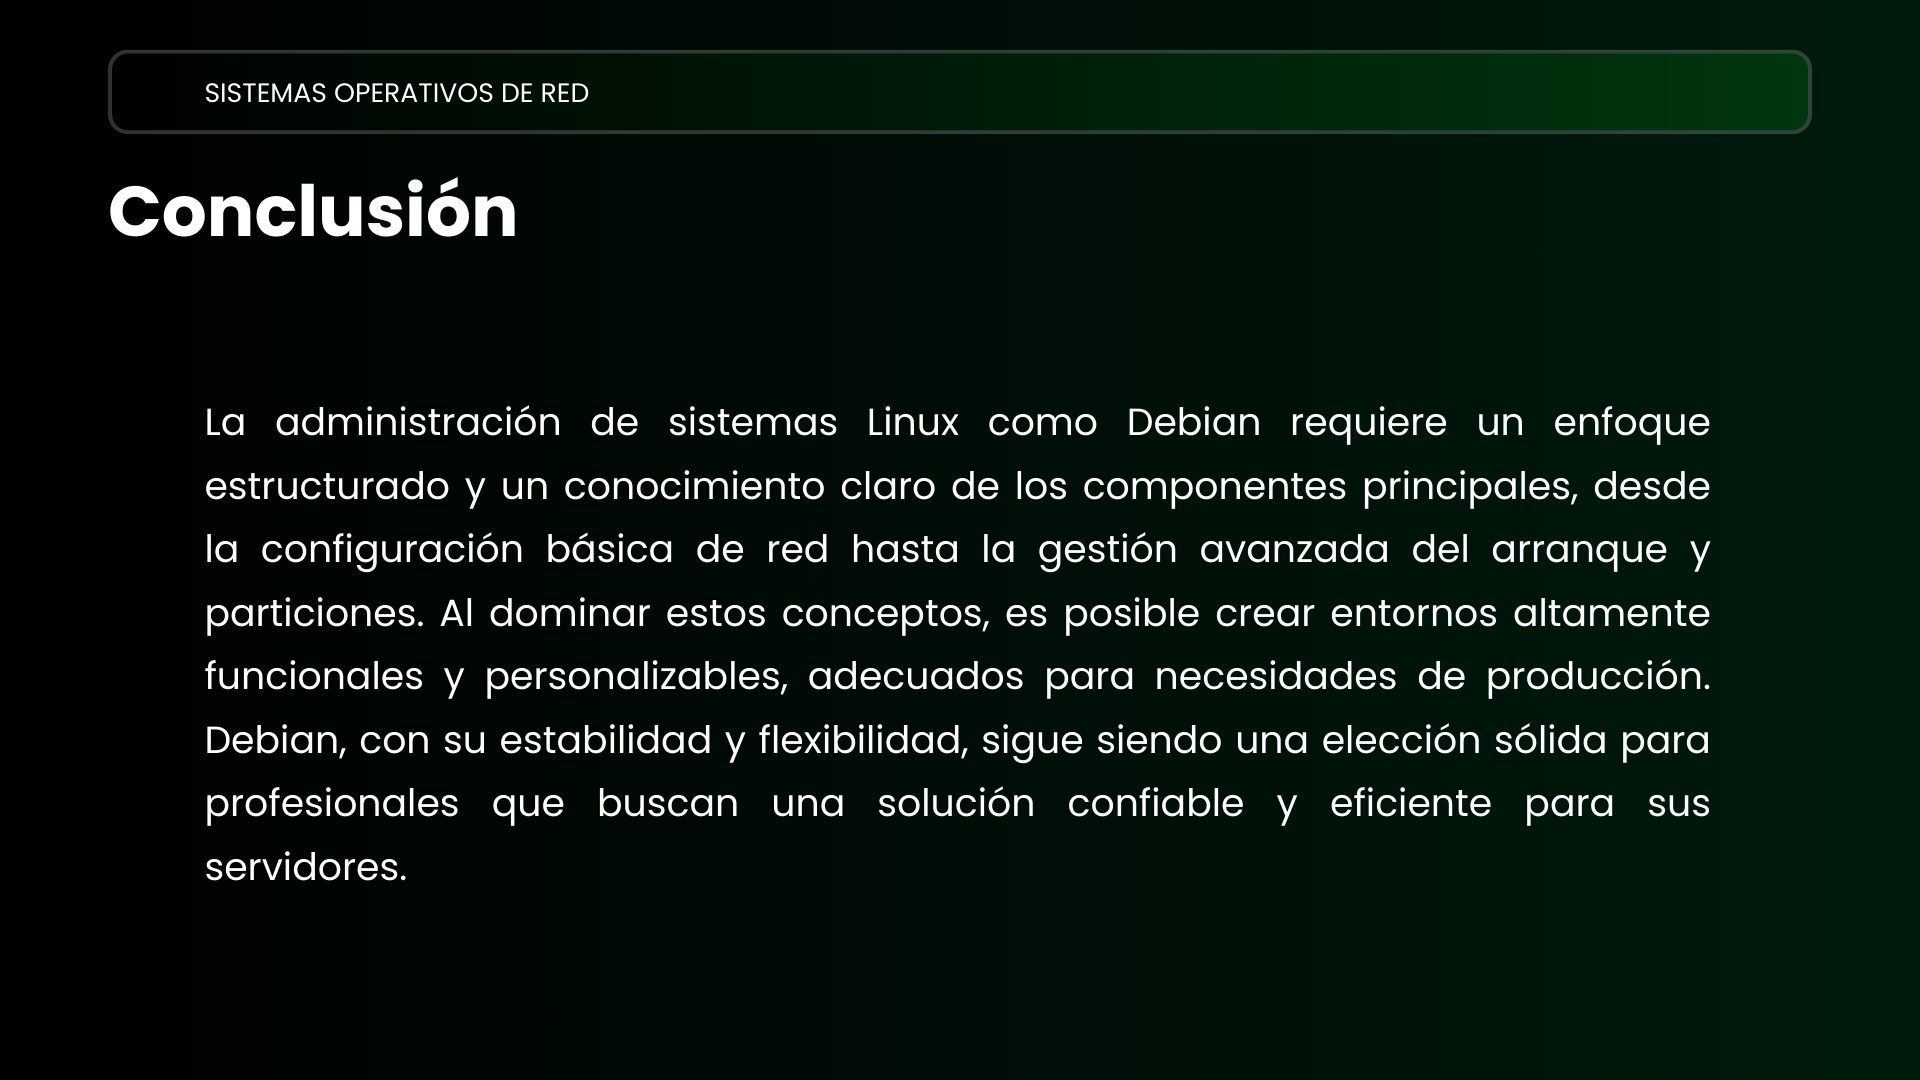 SISTEMAS OPERATIVOS DE RED
Conclusión
La administración de sistemas Linux como Debian requiere un enfoque
estructurado y un conocimiento claro de los componentes principales, desde
la configuración básica de red hasta la gestión avanzada del arranque y
particiones. Al dominar estos conceptos, es posible crear entornos altamente
funcionales y personalizables, adecuados para necesidades de producción.
Debian, con su estabilidad y flexibilidad, sigue siendo una elección sólida para
profesionales que buscan una solución confiable y eficiente para sus
servidores.